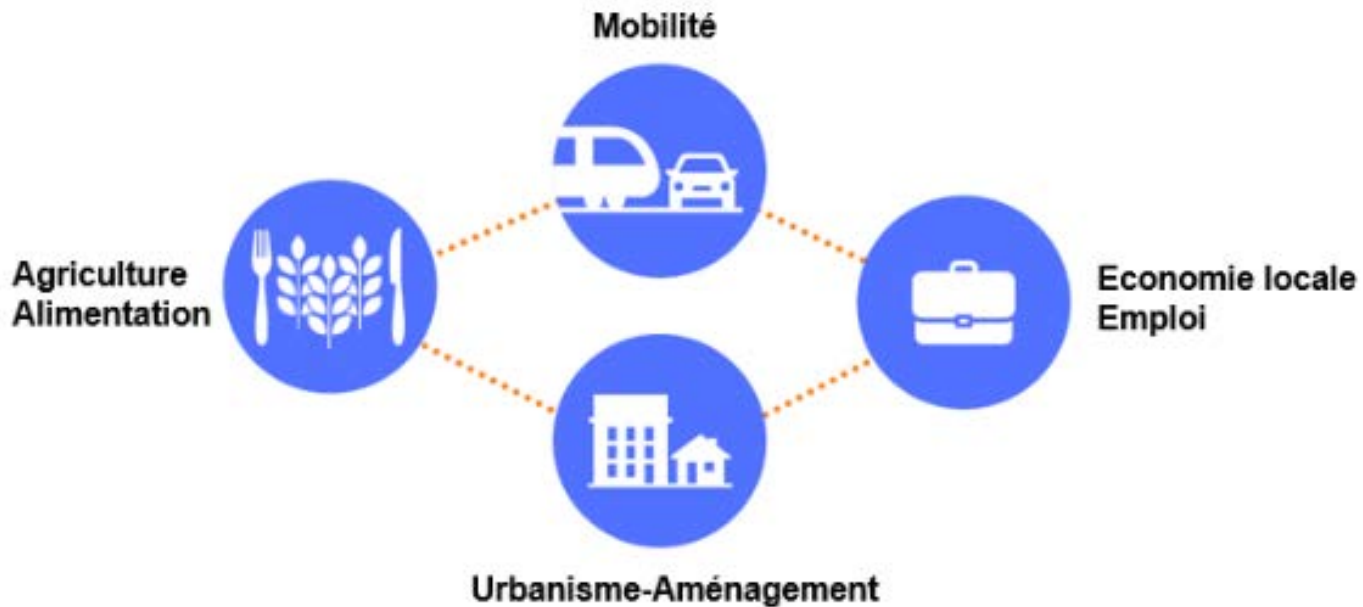 Mobilité
Agriculture
Alimentation
Economie locale
Emploi
Urbanisme-Aménagement